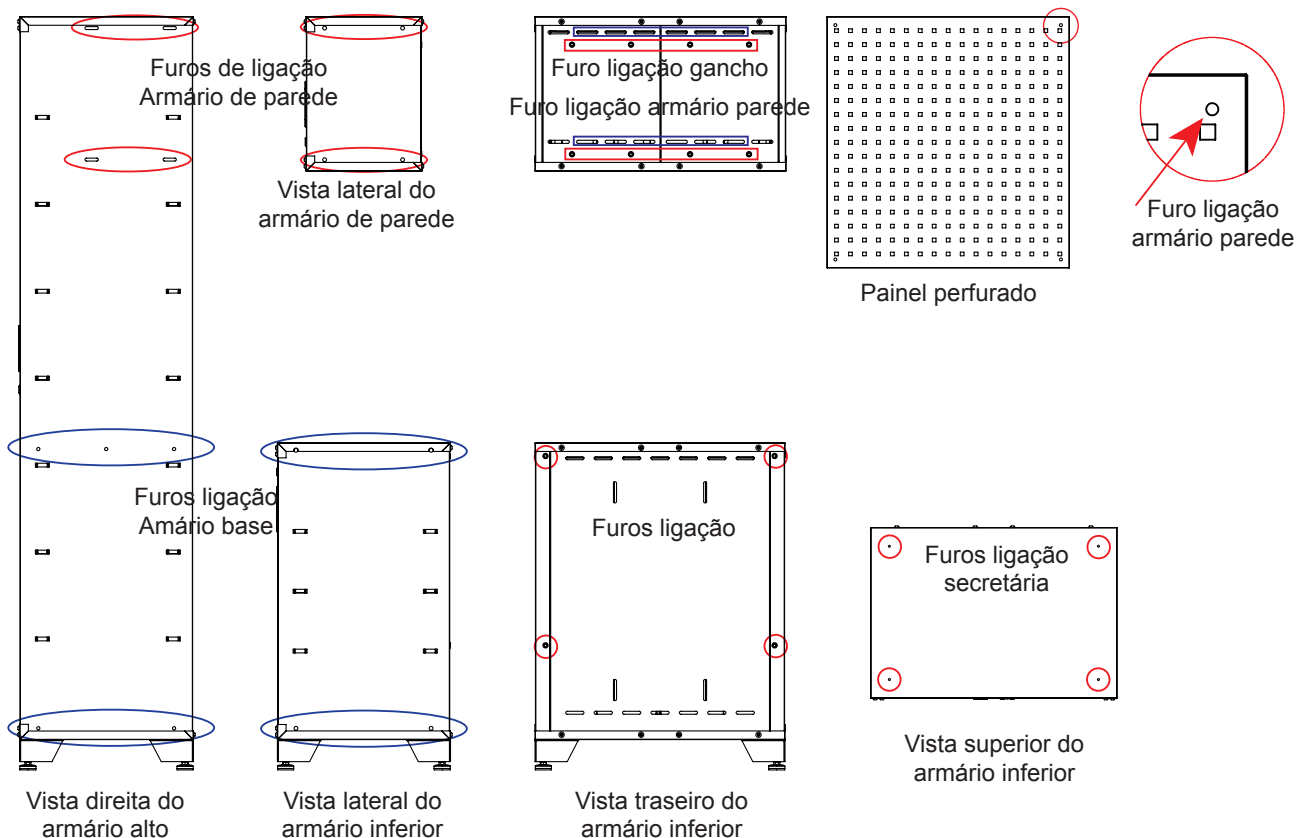 Furos de ligação
Armário de parede
Vista lateral do
armário de parede
Furo ligação gancho
Furo ligação armário parede
Painel perfurado
Furo ligação
armário parede
Furos ligação
Amário base
Furos ligação
Furos ligação
secretária
Vista direita do
armário alto
Vista lateral do
armário inferior
Vista traseiro do
armário inferior
Vista superior do
armário inferior